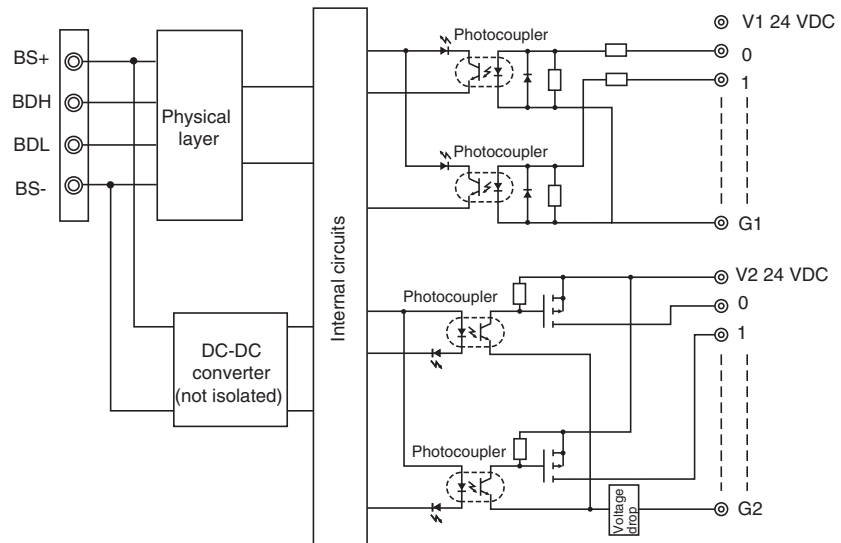 BS+
BDH
BDL
BS-
Physical
layer
DC-DC
converter
(not isolated)
Internal circuits
Photocoupler
Photocoupler
V1 24 VDC
0
1
G1
Photocoupler
Photocoupler
V2 24 VDC
0
1
Voltage
drop
G2